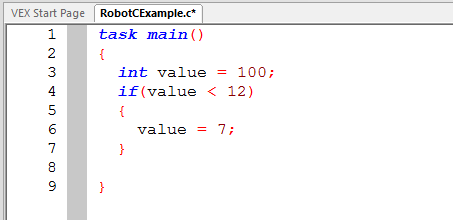 VEX Start Page RobotCExample.c*
1 task main()
2 {
3 int value = 100;
4 if(value < 12)
5 {
6 value = 7;
7 }
8
9 }